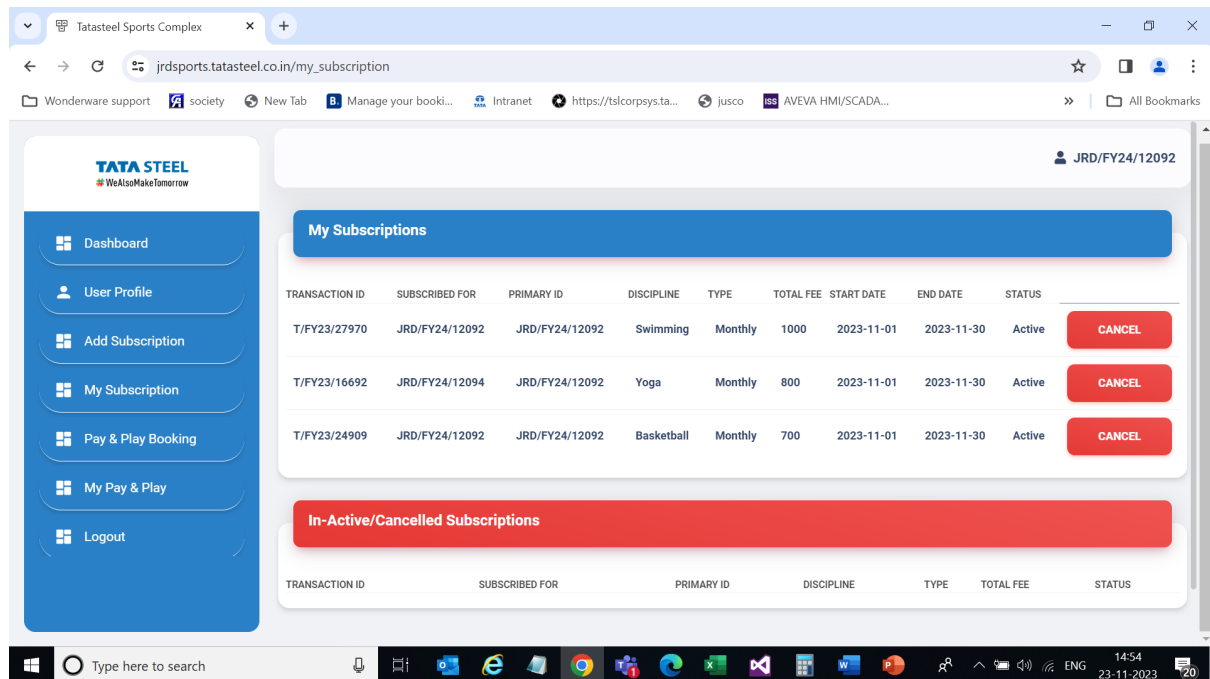 Tatasteel Sports Complex
jrdsports.tatasteel.co.in/my_subscription
Wonderware support society New Tab B. Manage your booki... TATA Intranet https://tslcorpsys.ta... jusco ISS AVEVA HMI/SCADA... » All Bookmarks
TATA STEEL
#WeAlsoMakeTomorrow
JRD/FY24/12092
Dashboard
User Profile
Add Subscription
My Subscription
Pay & Play Booking
My Pay & Play
Logout
My Subscriptions
TRANSACTION ID SUBSCRIBED FOR PRIMARY ID DISCIPLINE TYPE TOTAL FEE START DATE END DATE STATUS
T/FY23/27970 JRD/FY24/12092 JRD/FY24/12092 Swimming Monthly 1000 2023-11-01 2023-11-30 Active CANCEL
T/FY23/16692 JRD/FY24/12094 JRD/FY24/12092 Yoga Monthly 800 2023-11-01 2023-11-30 Active CANCEL
T/FY23/24909 JRD/FY24/12092 JRD/FY24/12092 Basketball Monthly 700 2023-11-01 2023-11-30 Active CANCEL
In-Active/Cancelled Subscriptions
TRANSACTION ID SUBSCRIBED FOR PRIMARY ID DISCIPLINE TYPE TOTAL FEE STATUS
Type here to search
ENG
14:54
23-11-2023
20